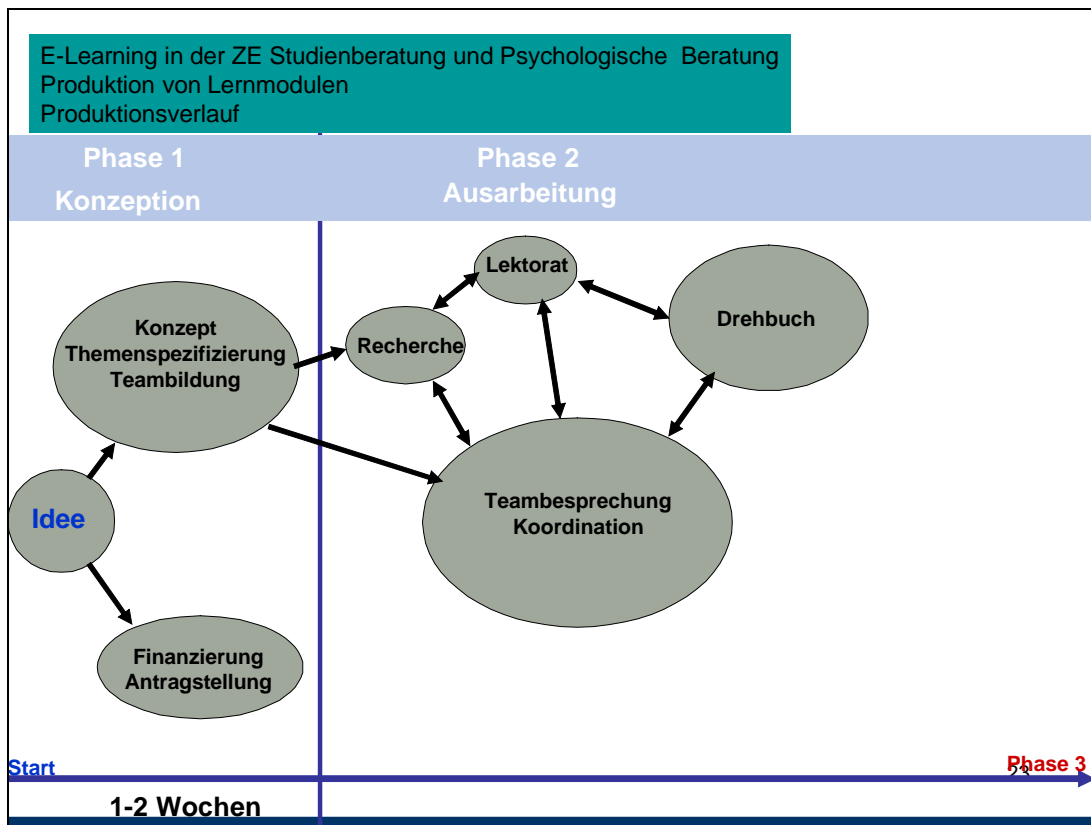 E-Learning in der ZE Studienberatung und Psychologische Beratung
Produktion von Lernmodulen
Produktionsverlauf
Phase 1
Konzeption
Phase 2
Ausarbeitung
Lektorat
Drehbuch
Konzept
Themenspezifizierung
Teambildung
Recherche
Idee
Teambesprechung
Koordination
Finanzierung
Antragstellung
Start
Phase 3
23
1-2 Wochen